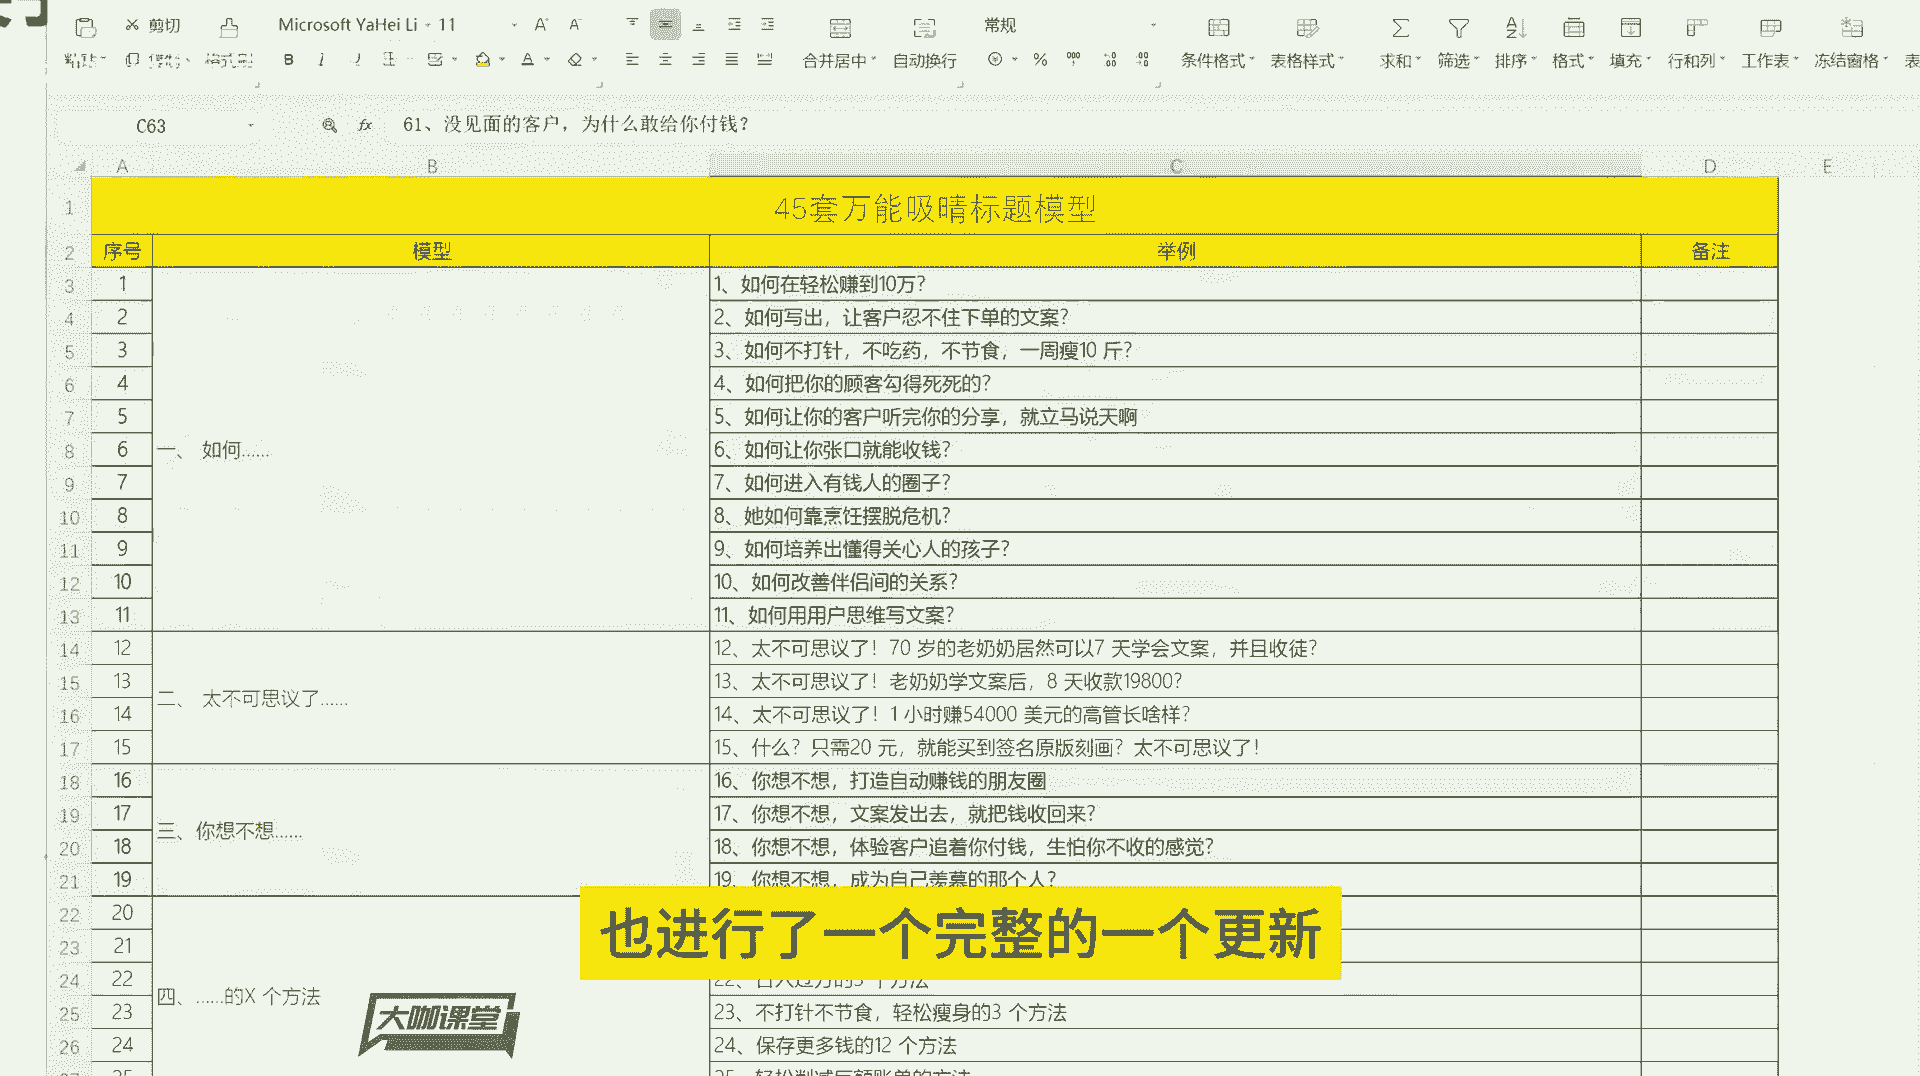 剪切 Microsoft YaHei Li 11 A A 常规
B I 合并居中 自动换行 % 条件格式 表格样式 求和 筛选 排序 格式 填充 行和列 工作表 冻结窗格 表
C63 fx 61、没见面的客户，为什么敢给你付钱？
A B C D E
1 45套万能吸睛标题模型
2 序号 模型 举例 备注
3 1 1、如何在轻松赚到10万？
4 2 2、如何写出，让客户忍不住下单的文案？
5 3 3、如何不打针，不吃药，不节食，一周瘦10 斤？
6 4 4、如何把你的顾客勾得死死的？
7 5 5、如何让你的客户听完你的分享，就立马说天啊
8 6 一、 如何…… 6、如何让你张口就能收钱？
9 7 7、如何进入有钱人的圈子？
10 8 8、她如何靠烹饪摆脱危机？
11 9 9、如何培养出懂得关心人的孩子？
12 10 10、如何改善伴侣间的关系？
13 11 11、如何用用户思维写文案？
14 12 12、太不可思议了！70 岁的老奶奶居然可以7 天学会文案，并且收徒？
15 13 二、 太不可思议了…… 13、太不可思议了！老奶奶学文案后，8 天收款19800？
16 14 14、太不可思议了！1 小时赚54000 美元的高管长啥样？
17 15 15、什么？只需20 元，就能买到签名原版刻画？太不可思议了！
18 16 16、你想不想，打造自动赚钱的朋友圈
19 17 三、你想不想…… 17、你想不想，文案发出去，就把钱收回来？
20 18 18、你想不想，体验客户追着你付钱，生怕你不收的感觉？
21 19 19、你想不想，成为自己羡慕的那个人？
22 20
23 21 也进行了一个完整的一个更新
24 22
25 23 四、……的X 个方法 23、不打针不节食，轻松瘦身的3 个方法
26 24 大咖课堂 24、保存更多钱的12 个方法